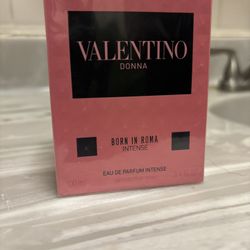 VALENTINO
DONNA
BORN IN ROMA
INTENSE
EAU DE PARFUM INTENSE